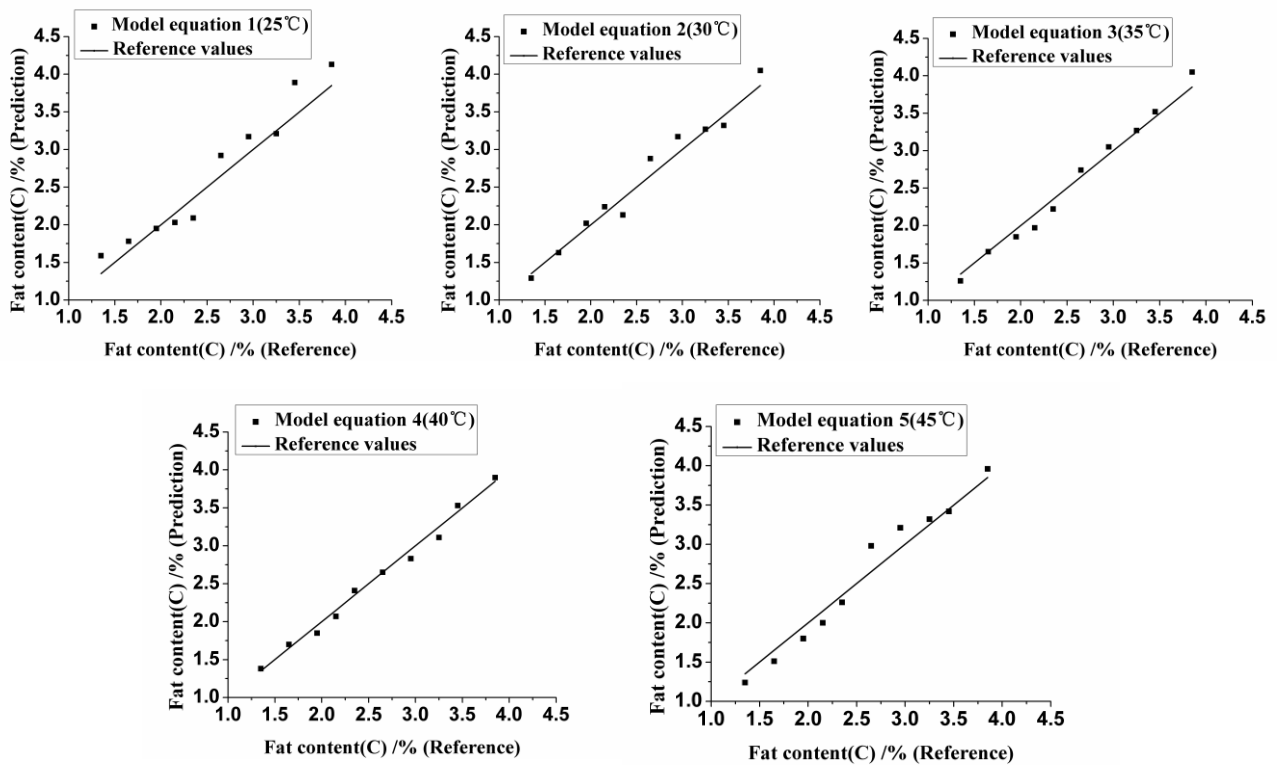 Model equation 1(25℃)
Reference values
Fat content(C) /% (Prediction)
4.5
4.0
3.5
3.0
2.5
2.0
1.5
1.0
1.0 1.5 2.0 2.5 3.0 3.5 4.0 4.5
Fat content(C) /% (Reference)
Model equation 2(30℃)
Reference values
Fat content(C) /% (Prediction)
4.5
4.0
3.5
3.0
2.5
2.0
1.5
1.0
1.0 1.5 2.0 2.5 3.0 3.5 4.0 4.5
Fat content(C) /% (Reference)
Model equation 3(35℃)
Reference values
Fat content(C) /% (Prediction)
4.5
4.0
3.5
3.0
2.5
2.0
1.5
1.0
1.0 1.5 2.0 2.5 3.0 3.5 4.0 4.5
Fat content(C) /% (Reference)
Model equation 4(40℃)
Reference values
Fat content(C) /% (Prediction)
4.5
4.0
3.5
3.0
2.5
2.0
1.5
1.0
1.0 1.5 2.0 2.5 3.0 3.5 4.0 4.5
Fat content(C) /% (Reference)
Model equation 5(45℃)
Reference values
Fat content(C) /% (Prediction)
4.5
4.0
3.5
3.0
2.5
2.0
1.5
1.0
1.0 1.5 2.0 2.5 3.0 3.5 4.0 4.5
Fat content(C) /% (Reference)